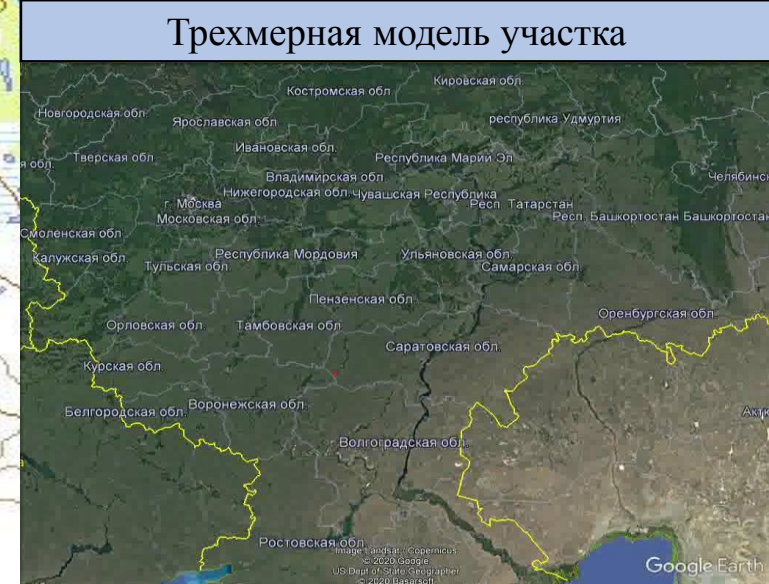 Трехмерная модель участка
Кировская обл.
Костромская обл
Новгородская обл.
Ярославская обл
республика Удмуртия
Ивановская обл.
я обл.
Тверская обл
Республика Марий Эл
Владимирская обл
Челябинск
Нижегородская обл.
Чувашская Республика
г. Москва
Респ. Татарстан
Московская обл.
Респ. Башкортостан Башкортостан
Смоленская обл
Калужская обл.
Тульская обл.
Республика Мордовия
Ульяновская обл.
Самарская обл.
Пензенская обл.
Оренбургская обл.
Орловская обл.
Тамбовская обл
Саратовская обл.
Курская обл.
Белгородская обл.
Воронежская обл.
Актю
Волгоградская обл.
Ростовская обл
Image Landsat / Copernicus
© 2020 Google
US Dept of State Geographer
© 2020 Basarsoft
Google Earth